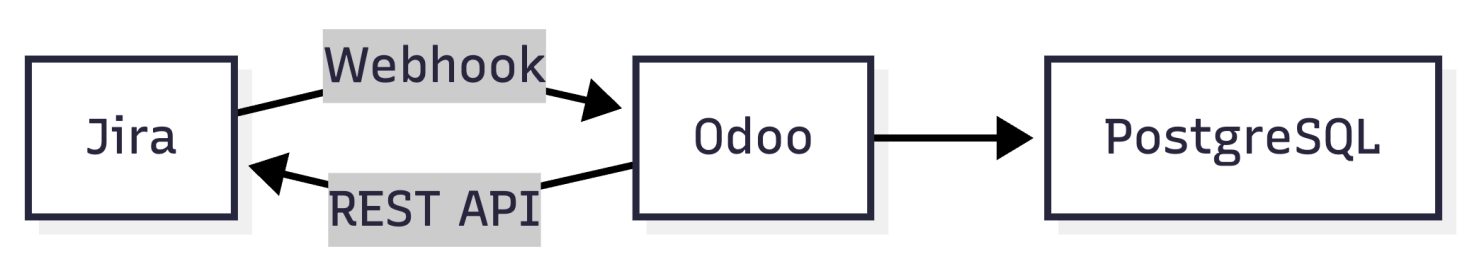 Webhook
Jira
Odoo
PostgreSQL
REST API